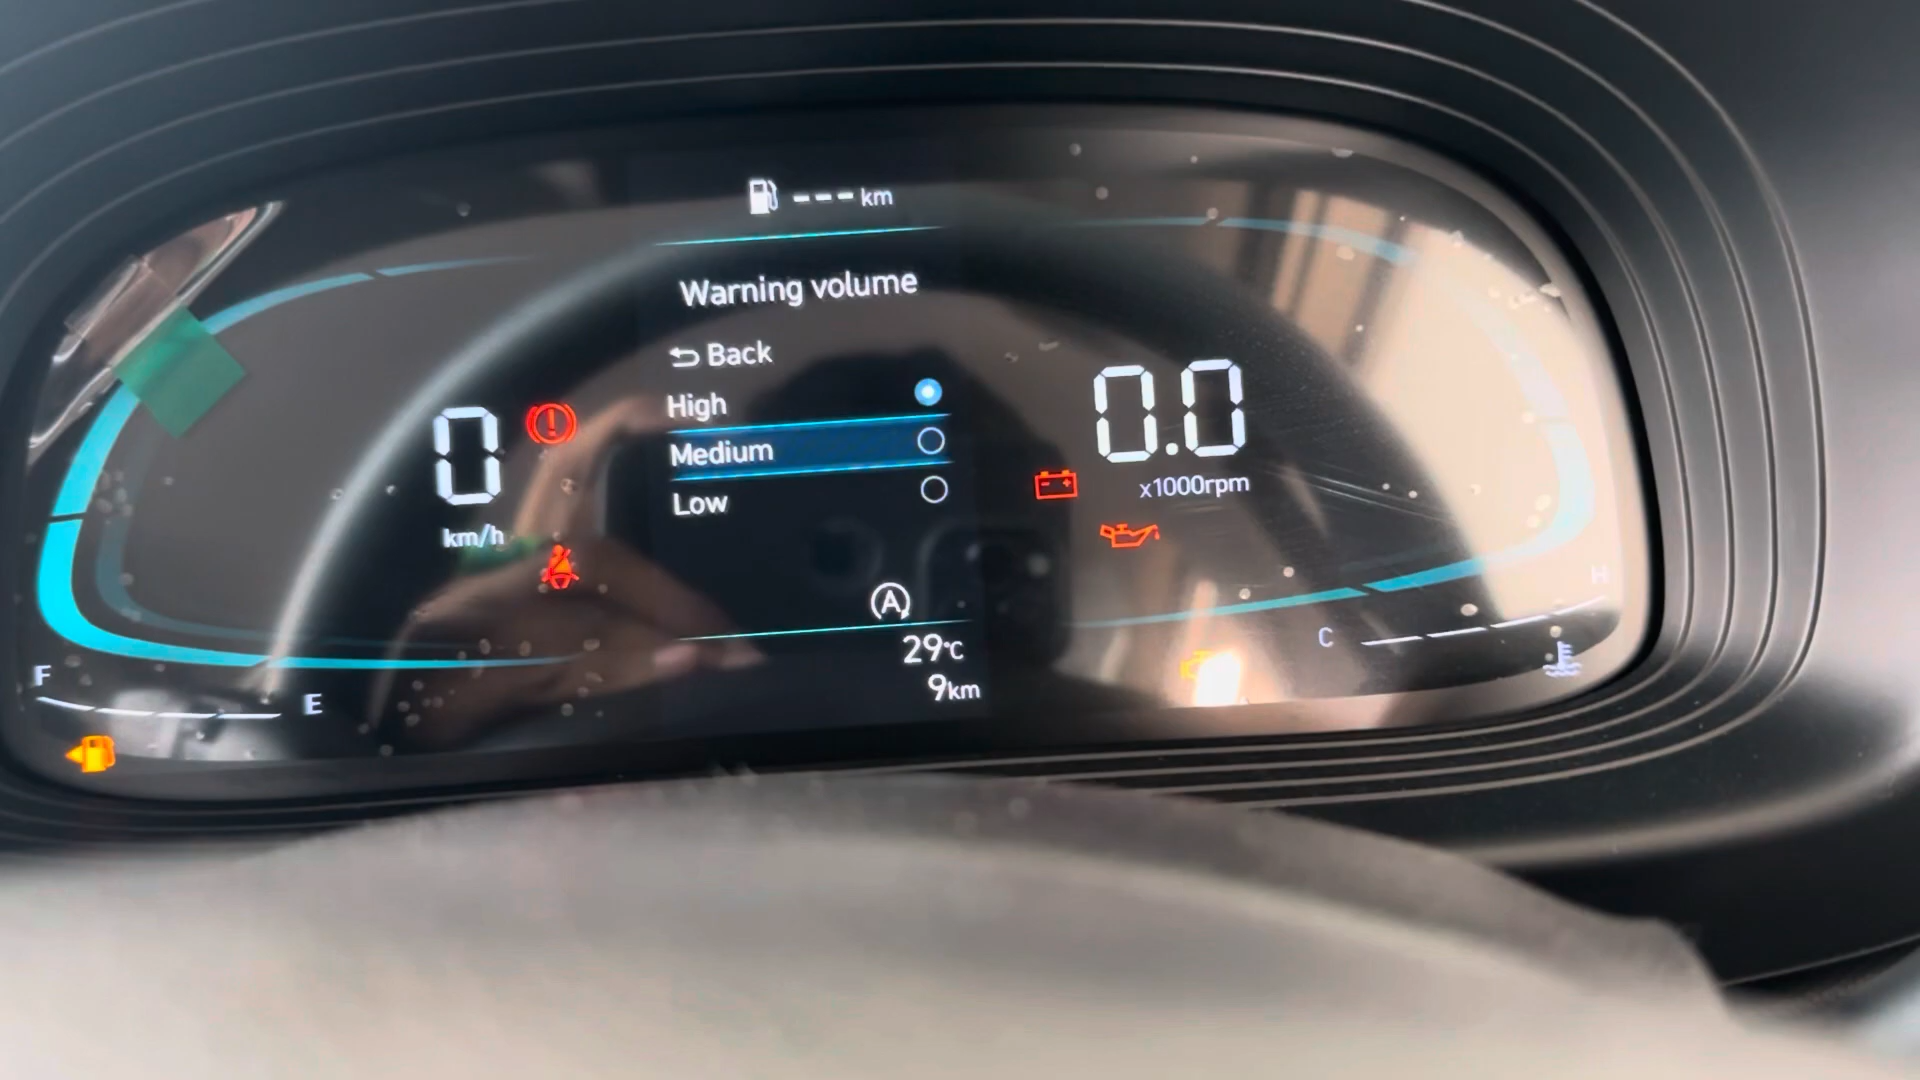 --- km
Warning volume
Back
High
Medium
Low
0
km/h
0.0
x1000rpm
A
29°C
9km
F
E
C
H